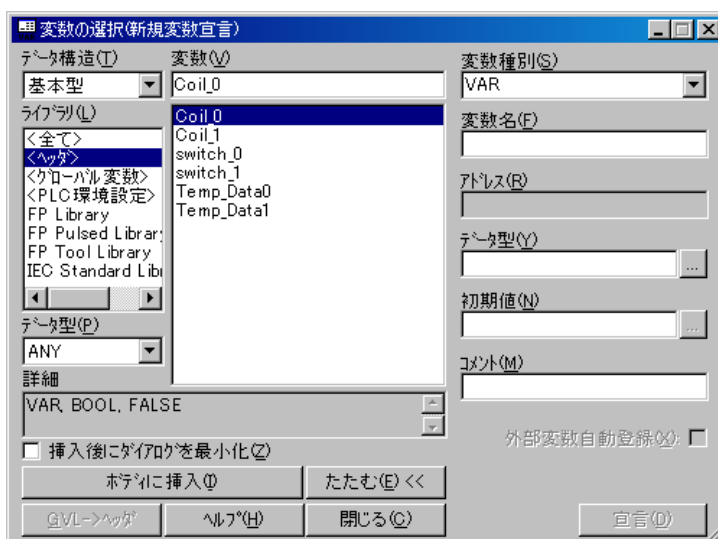 変数の選択(新規変数宣言)
ﾃﾞｰﾀ構造(T)
基本型
変数(V)
Coil_0
ﾗｲﾌﾞﾗﾘ(L)
<全て>
<ﾍｯﾀﾞ>
<ｸﾞﾛｰﾊﾞﾙ変数>
<PLC環境設定>
FP Library
FP Pulsed Library
FP Tool Library
IEC Standard Lib
Coil_0
Coil_1
switch_0
switch_1
Temp_Data0
Temp_Data1
ﾃﾞｰﾀ型(P)
ANY
詳細
VAR, BOOL, FALSE
挿入後にﾀﾞｲｱﾛｸﾞを最小化(Z)
ﾎﾞﾃﾞｨに挿入(I)
たたむ(E) <<
GVL->ﾍｯﾀﾞ
ﾍﾙﾌﾟ(H)
閉じる(C)
変数種別(S)
VAR
変数名(F)
ｱﾄﾞﾚｽ(R)
ﾃﾞｰﾀ型(Y)
...
初期値(N)
...
ｺﾒﾝﾄ(M)
外部変数自動登録(X):
宣言(D)